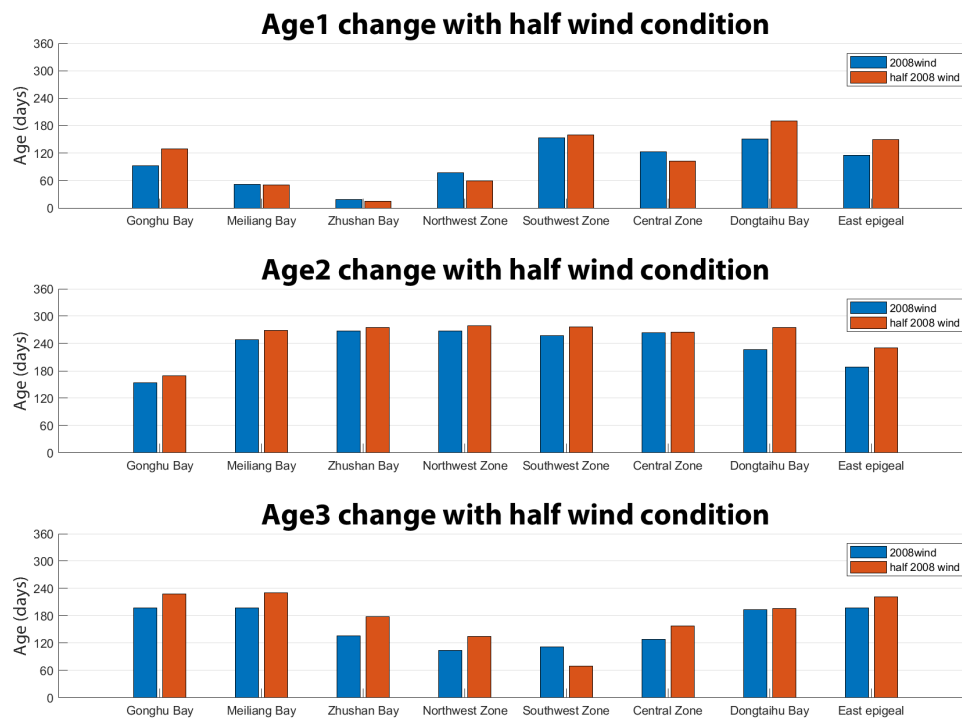 Age1 change with half wind condition
360
300
240
180
120
60
0
Age (days)
2008wind
half 2008 wind
Gonghu Bay Meiliang Bay Zhushan Bay Northwest Zone Southwest Zone Central Zone Dongtaihu Bay East epigeal
Age2 change with half wind condition
360
300
240
180
120
60
0
Age (days)
2008wind
half 2008 wind
Gonghu Bay Meiliang Bay Zhushan Bay Northwest Zone Southwest Zone Central Zone Dongtaihu Bay East epigeal
Age3 change with half wind condition
360
300
240
180
120
60
0
Age (days)
2008wind
half 2008 wind
Gonghu Bay Meiliang Bay Zhushan Bay Northwest Zone Southwest Zone Central Zone Dongtaihu Bay East epigeal